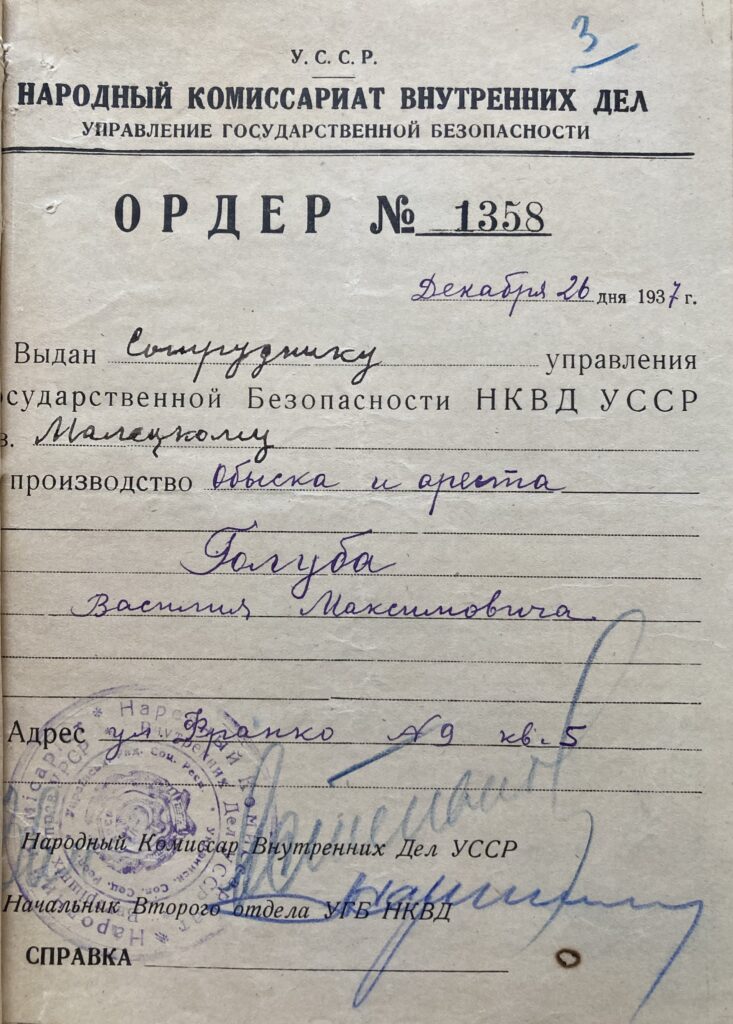 3
У. С. С. Р.
НАРОДНЫЙ КОМИССАРИАТ ВНУТРЕННИХ ДЕЛ
УПРАВЛЕНИЕ ГОСУДАРСТВЕННОЙ БЕЗОПАСНОСТИ
ОРДЕР № 1358
Декабря 26 дня 1937 г.
Выдан Сотруднику управления
осударственной Безопасности НКВД УССР
в. Малецкому
производство Обыска и ареста
Голуба
Василия Максимовича
Адрес ул Франко №9 кв. 5
Народный Комиссар Внутренних Дел УССР
Начальник Второго отдела УГБ НКВД
СПРАВКА